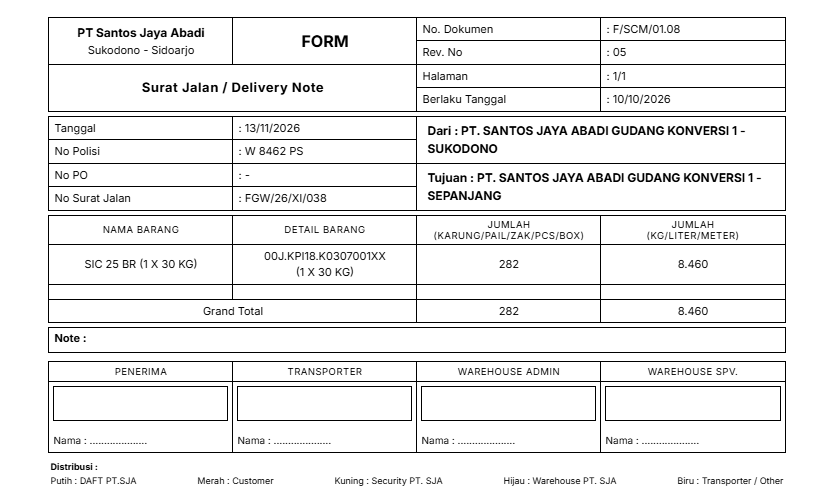 PT Santos Jaya Abadi
Sukodono - Sidoarjo
FORM
Surat Jalan / Delivery Note
No. Dokumen : F/SCM/01.08
Rev. No : 05
Halaman : 1/1
Berlaku Tanggal : 10/10/2026
Tanggal : 13/11/2026
No Polisi : W 8462 PS
No PO : -
No Surat Jalan : FGW/26/XI/038
Dari : PT. SANTOS JAYA ABADI GUDANG KONVERSI 1 -
SUKODONO
Tujuan : PT. SANTOS JAYA ABADI GUDANG KONVERSI 1 -
SEPANJANG
NAMA BARANG DETAIL BARANG JUMLAH (KARUNG/PAIL/ZAK/PCS/BOX) JUMLAH (KG/LITER/METER)
SIC 25 BR (1 X 30 KG) 00J.KPI18.K0307001XX (1 X 30 KG) 282 8.460
Grand Total 282 8.460
Note :
PENERIMA TRANSPORTER WAREHOUSE ADMIN WAREHOUSE SPV.
Nama : .................... Nama : .................... Nama : .................... Nama : ....................
Distribusi :
Putih : DAFT PT.SJA Merah : Customer Kuning : Security PT. SJA Hijau : Warehouse PT. SJA Biru : Transporter / Other